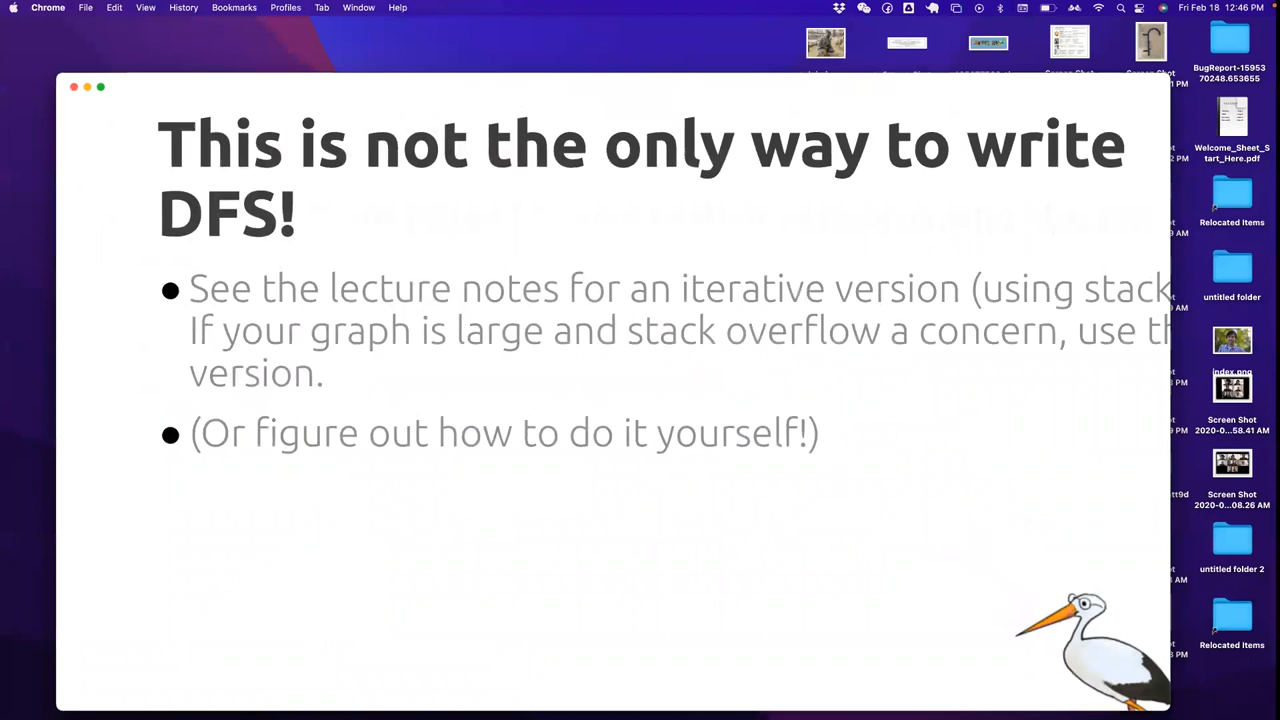 Chrome File Edit View History Bookmarks Profiles Tab Window Help
Fri Feb 18 12:46 PM
This is not the only way to write
DFS!
● See the lecture notes for an iterative version (using stack
If your graph is large and stack overflow a concern, use
version.
● (Or figure out how to do it yourself!)
BugReport-15953
70248.653655
Welcome_Sheet_S
tart_Here.pdf
Relocated Items
untitled folder
index.png
Screen Shot
2020-0...58.41 AM
Screen Shot
2020-0...08.26 AM
untitled folder 2
Relocated Items